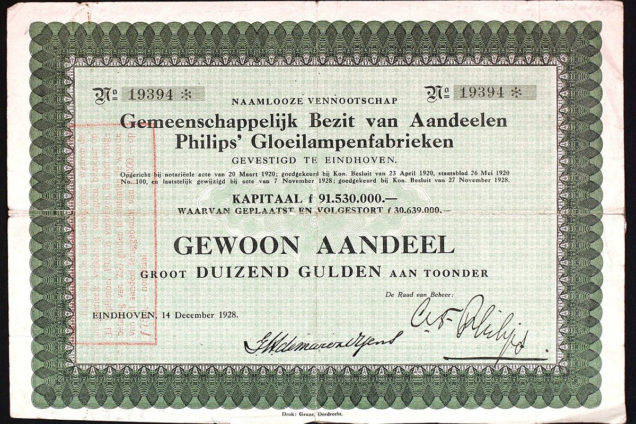 No 19394 * No 19394 *
NAAMLOOZE VENNOOTSCHAP
Gemeenschappelijk Bezit van Aandeelen
Philips' Gloeilampenfabrieken
GEVESTIGD TE EINDHOVEN.
Opgericht bij notariëele acte van 20 Maart 1920; goedgekeurd bij Kon. Besluit van 23 April 1920, staatsblad 26 Mei 1920
No. 100, en laatstelijk gewijzigd bij acte van 7 November 1928; goedgekeurd bij Kon. Besluit van 27 November 1928.
KAPITAAL f 91.530.000.—
WAARVAN GEPLAATST EN VOLGESTORT f 30.639.000.—
GEWOON AANDEEL
GROOT DUIZEND GULDEN AAN TOONDER
De Raad van Beheer:
EINDHOVEN, 14 December 1928.
Druk: Geuze, Dordrecht.